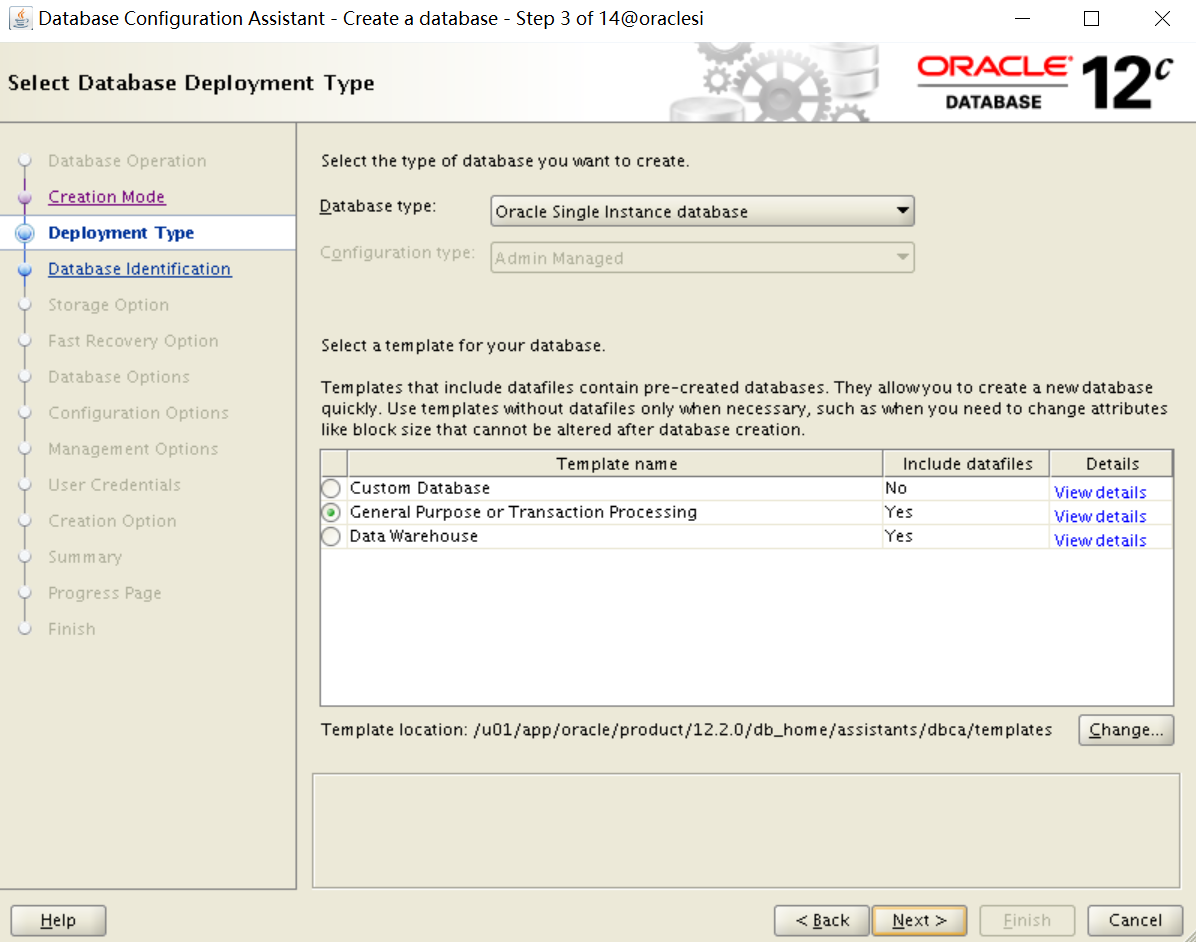 Database Configuration Assistant - Create a database - Step 3 of 14@oraclesi
Select Database Deployment Type
ORACLE®
DATABASE
12c
Database Operation
Creation Mode
Deployment Type
Database Identification
Storage Option
Fast Recovery Option
Database Options
Configuration Options
Management Options
User Credentials
Creation Option
Summary
Progress Page
Finish
Select the type of database you want to create.
Database type: Oracle Single Instance database
Configuration type: Admin Managed
Select a template for your database.
Templates that include datafiles contain pre-created databases. They allow you to create a new database
quickly. Use templates without datafiles only when necessary, such as when you need to change attributes
like block size that cannot be altered after database creation.
Template name Include datafiles Details
Custom Database No View details
General Purpose or Transaction Processing Yes View details
Data Warehouse Yes View details
Template location: /u01/app/oracle/product/12.2.0/db_home/assistants/dbca/templates Change...
Help < Back Next > Finish Cancel